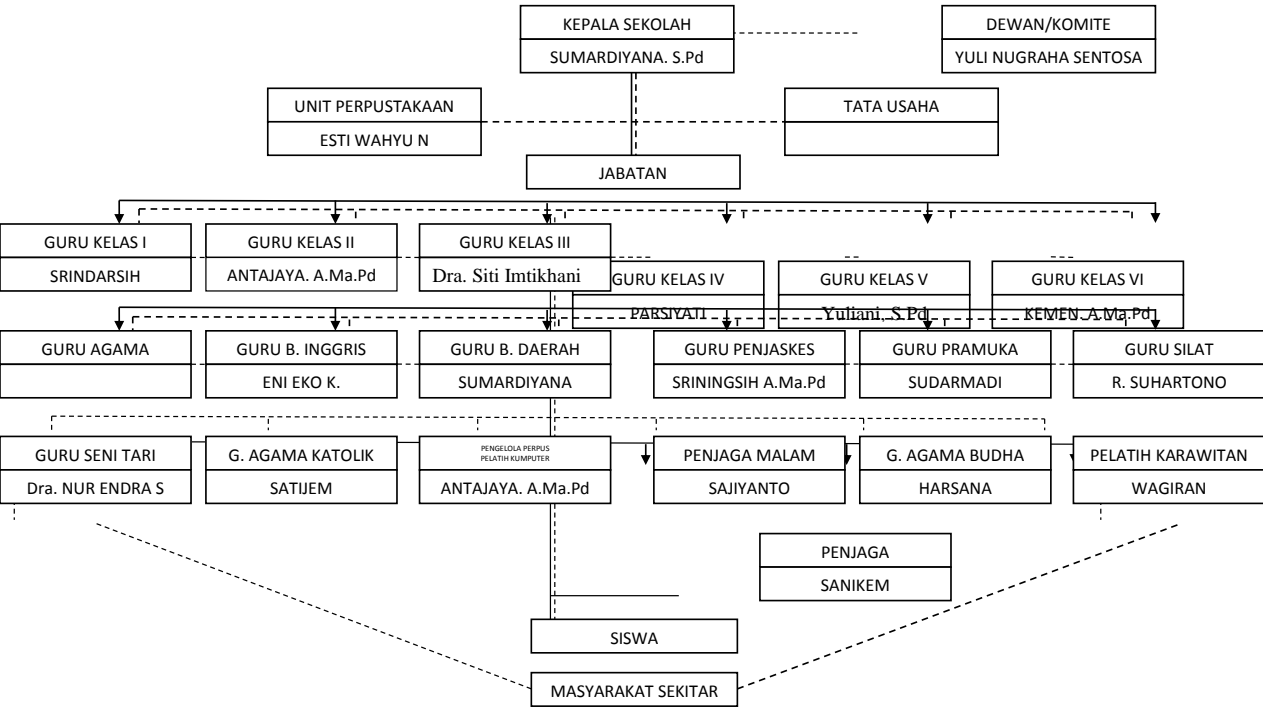 KEPALA SEKOLAH
SUMARDIYANA. S.Pd
DEWAN/KOMITE
YULI NUGRAHA SENTOSA
UNIT PERPUSTAKAAN
ESTI WAHYU N
TATA USAHA
JABATAN
GURU KELAS I
SRINDARSIH
GURU KELAS II
ANTAJAYA. A.Ma.Pd
GURU KELAS III
Dra. Siti Imtikhani
GURU KELAS IV
PARSIYATI
GURU KELAS V
Yuliani, S.Pd
GURU KELAS VI
KEMEN. A.Ma.Pd
GURU AGAMA
GURU B. INGGRIS
ENI EKO K.
GURU B. DAERAH
SUMARDIYANA
GURU PENJASKES
SRININGSIH A.Ma.Pd
GURU PRAMUKA
SUDARMADI
GURU SILAT
R. SUHARTONO
GURU SENI TARI
Dra. NUR ENDRA S
G. AGAMA KATOLIK
SATIJEM
PENGELOLA PERPUS
PELATIH KUMPUTER
ANTAJAYA. A.Ma.Pd
PENJAGA MALAM
SAJIYANTO
G. AGAMA BUDHA
HARSANA
PELATIH KARAWITAN
WAGIRAN
PENJAGA
SANIKEM
SISWA
MASYARAKAT SEKITAR